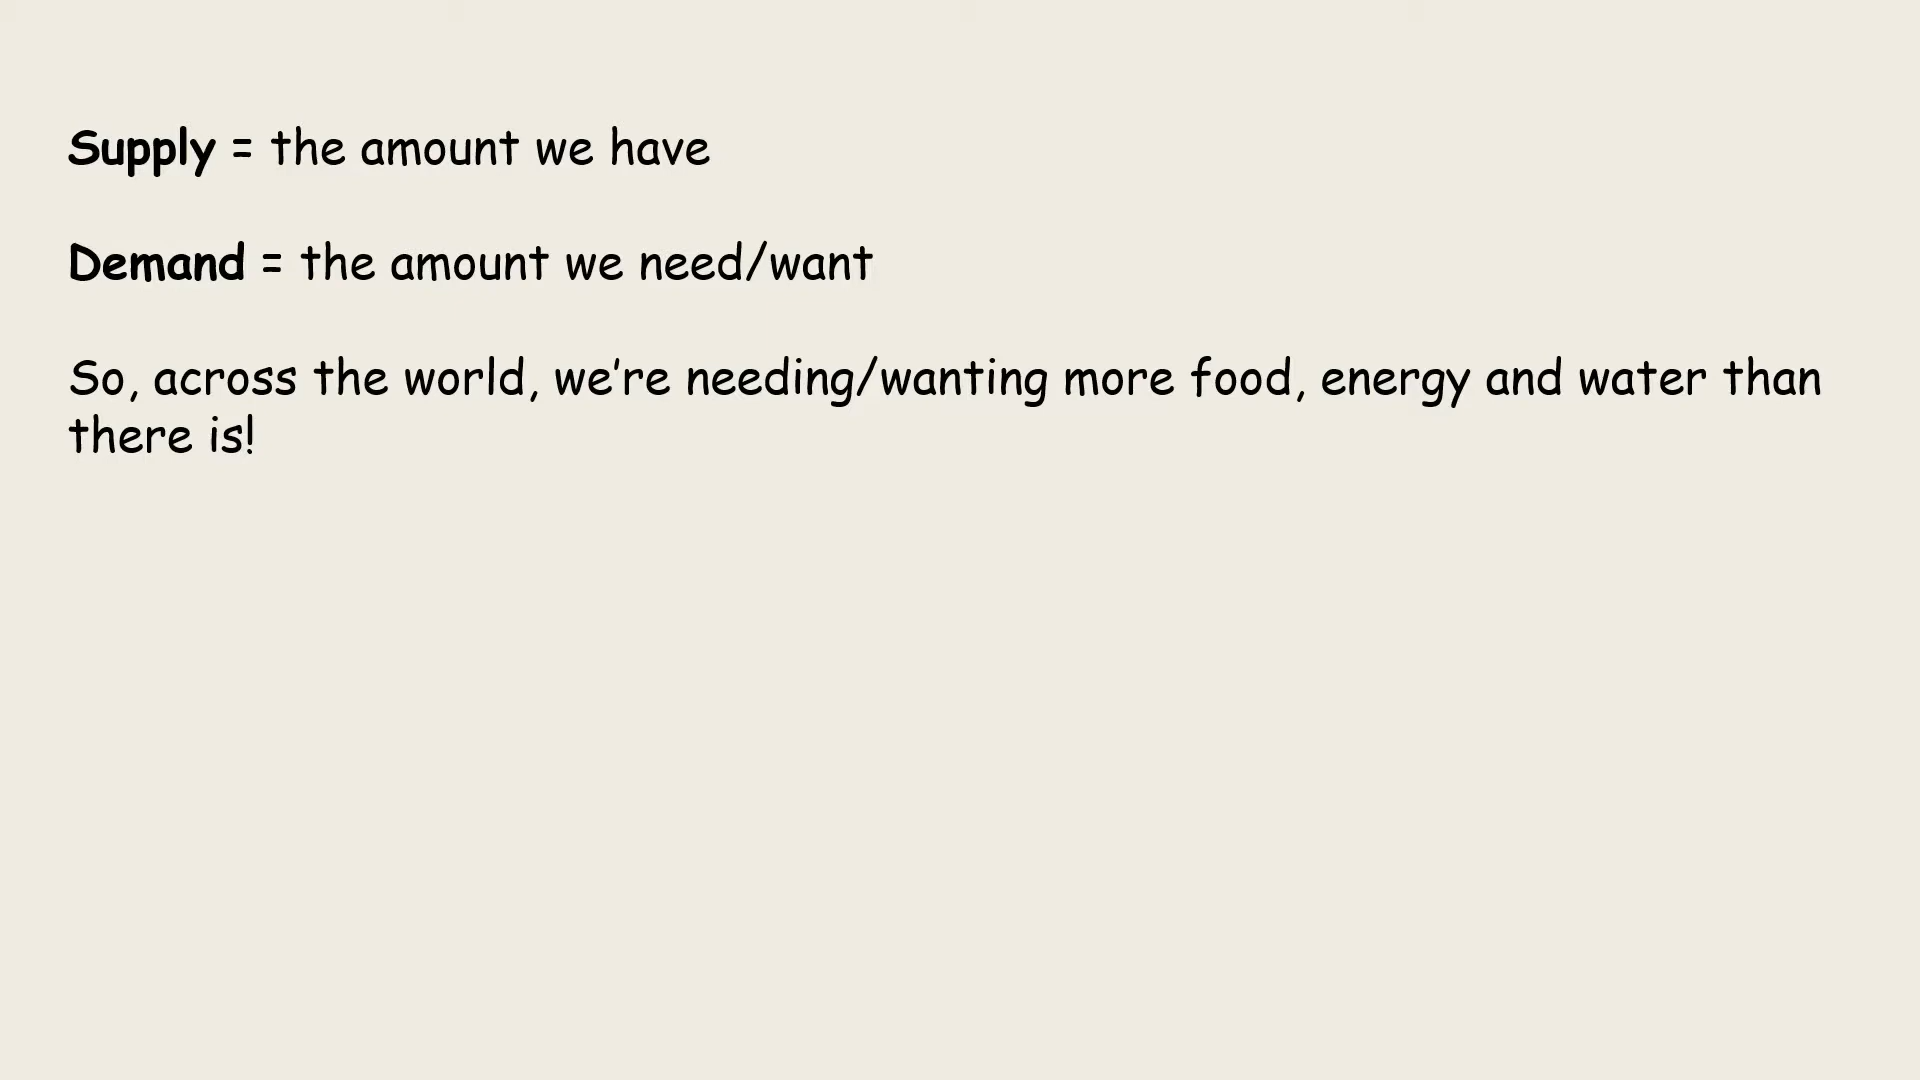 Supply = the amount we have
Demand = the amount we need/want
So, across the world, we’re needing/wanting more food, energy and water than
there is!